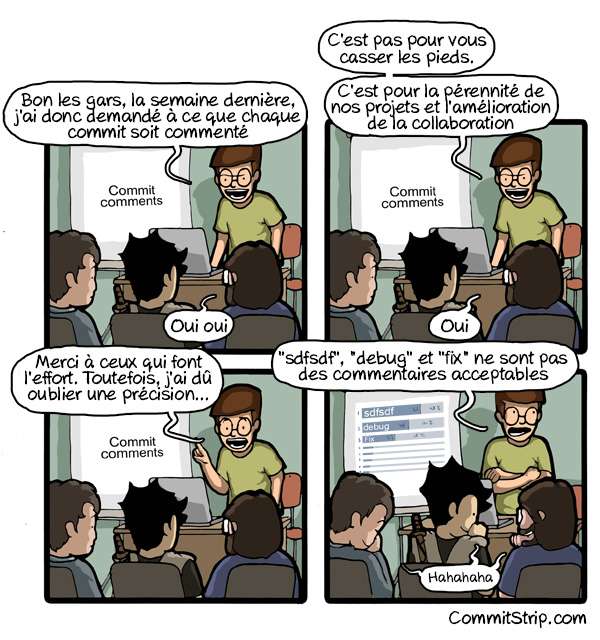 Bon les gars, la semaine dernière,
j'ai donc demandé à ce que chaque
commit soit commenté
Commit
comments
Oui oui
C'est pas pour vous
casser les pieds.
C'est pour la pérennité de
nos projets et l'amélioration
de la collaboration
Commit
comments
Oui
Merci à ceux qui font
l'effort. Toutefois, j'ai dû
oublier une précision...
Commit
comments
"sdfsdf", "debug" et "fix" ne sont pas
des commentaires acceptables
sdfsdf
debug
Fix
Hahahaha
CommitStrip.com